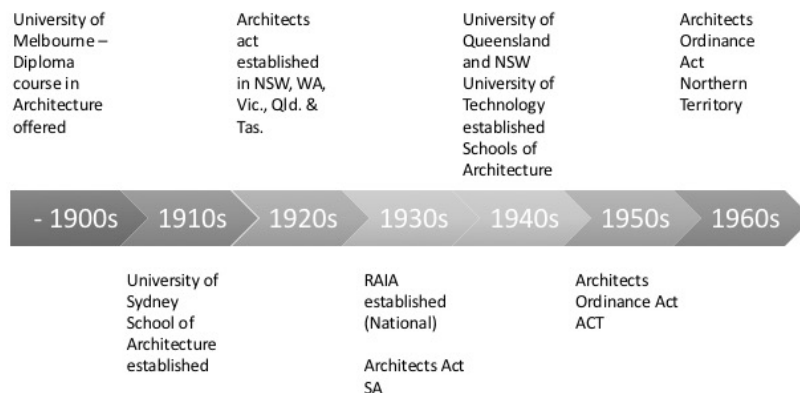 University of
Melbourne –
Diploma
course in
Architecture
offered
Architects
act
established
in NSW, WA,
Vic., Qld. &
Tas.
University of
Queensland
and NSW
University of
Technology
established
Schools of
Architecture
Architects
Ordinance
Act
Northern
Territory
- 1900s
1910s
1920s
1930s
1940s
1950s
1960s
University of
Sydney
School of
Architecture
established
RAIA
established
(National)
Architects Act
SA
Architects
Ordinance Act
ACT